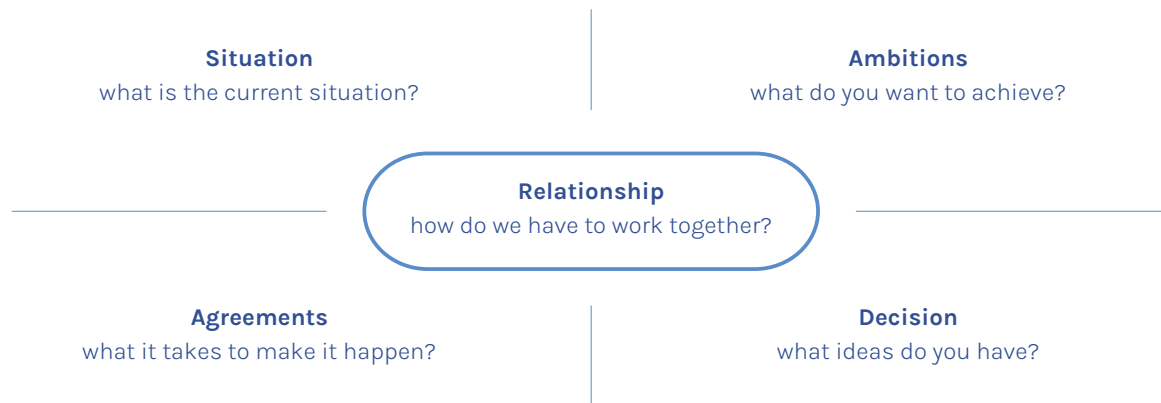 Situation
what is the current situation?
Ambitions
what do you want to achieve?
Relationship
how do we have to work together?
Agreements
what it takes to make it happen?
Decision
what ideas do you have?